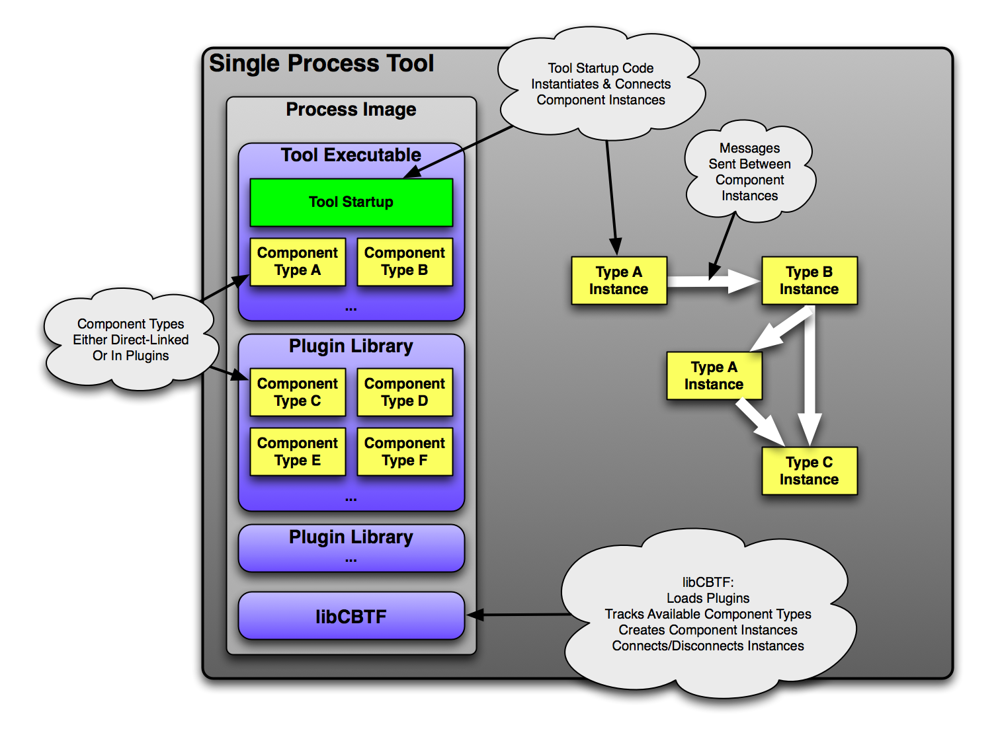 Single Process Tool
Process Image
Tool Executable
Tool Startup
Component
Type A
Component
Type B
...
Plugin Library
Component
Type C
Component
Type D
Component
Type E
Component
Type F
...
Plugin Library
...
libCBTF
Component Types
Either Direct-Linked
Or In Plugins
Tool Startup Code
Instantiates & Connects
Component Instances
Messages
Sent Between
Component
Instances
Type A
Instance
Type B
Instance
Type A
Instance
Type C
Instance
libCBTF:
Loads Plugins
Tracks Available Component Types
Creates Component Instances
Connects/Disconnects Instances